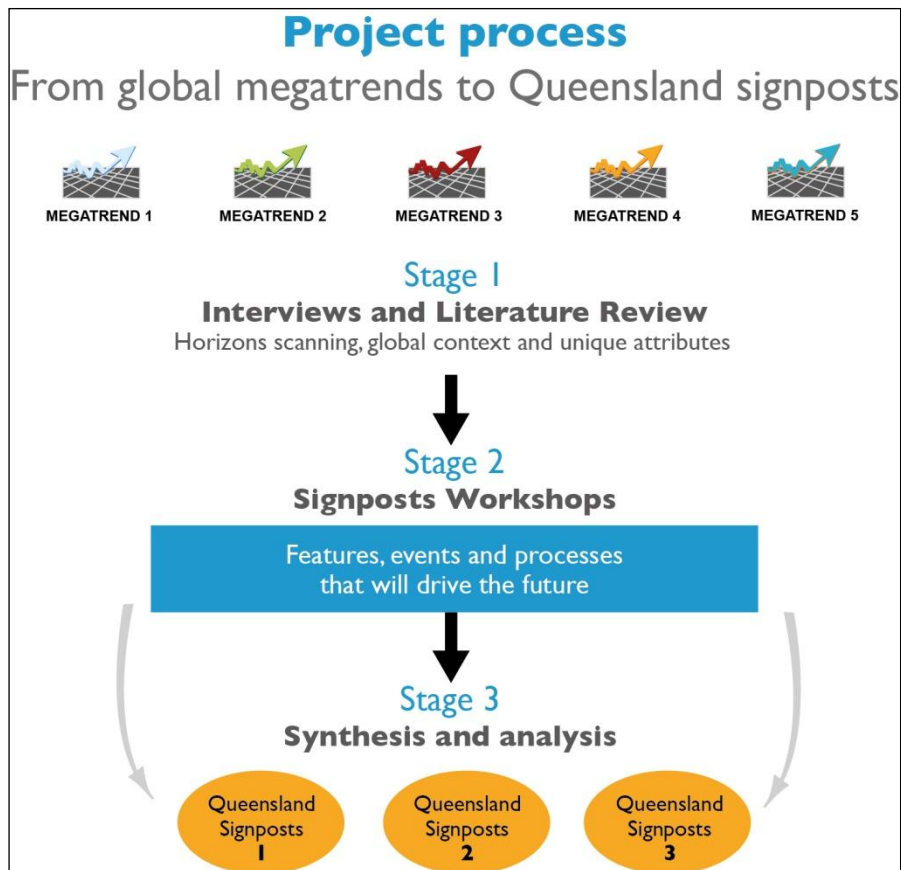 Project process
From global megatrends to Queensland signposts
MEGATREND 1
MEGATREND 2
MEGATREND 3
MEGATREND 4
MEGATREND 5
Stage 1
Interviews and Literature Review
Horizons scanning, global context and unique attributes
Stage 2
Signposts Workshops
Features, events and processes
that will drive the future
Stage 3
Synthesis and analysis
Queensland
Signposts
1
Queensland
Signposts
2
Queensland
Signposts
3